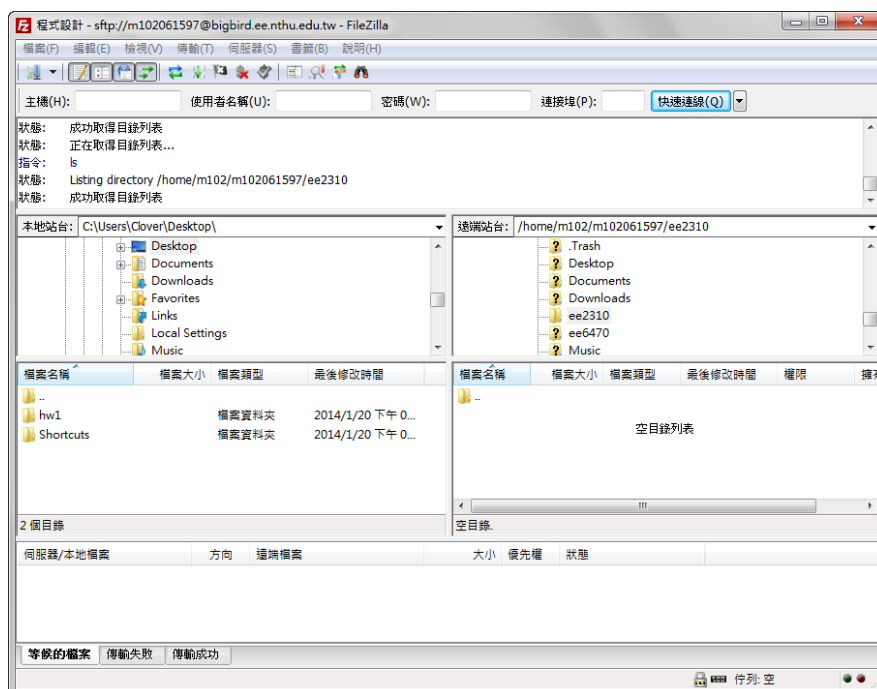 程式設計 - sftp://m102061597@bigbird.ee.nthu.edu.tw - FileZilla
檔案(F) 編輯(E) 檢視(V) 傳輸(T) 伺服器(S) 書籤(B) 說明(H)
主機(H): 使用者名稱(U): 密碼(W): 連接埠(P): 快速連線(Q)
狀態: 成功取得目錄列表
狀態: 正在取得目錄列表...
指令: ls
狀態: Listing directory /home/m102/m102061597/ee2310
狀態: 成功取得目錄列表
本地站台: C:\Users\Clover\Desktop\
Desktop
Documents
Downloads
Favorites
Links
Local Settings
Music
遠端站台: /home/m102/m102061597/ee2310
.Trash
Desktop
Documents
Downloads
ee2310
ee6470
Music
檔案名稱 檔案大小 檔案類型 最後修改時間
..
hw1 檔案資料夾 2014/1/20 下午 0...
Shortcuts 檔案資料夾 2014/1/20 下午 0...
2 個目錄
檔案名稱 檔案大小 檔案類型 最後修改時間 權限
..
空目錄列表
空目錄.
伺服器/本地檔案 方向 遠端檔案 大小 優先權 狀態
等候的檔案 傳輸失敗 傳輸成功
佇列: 空